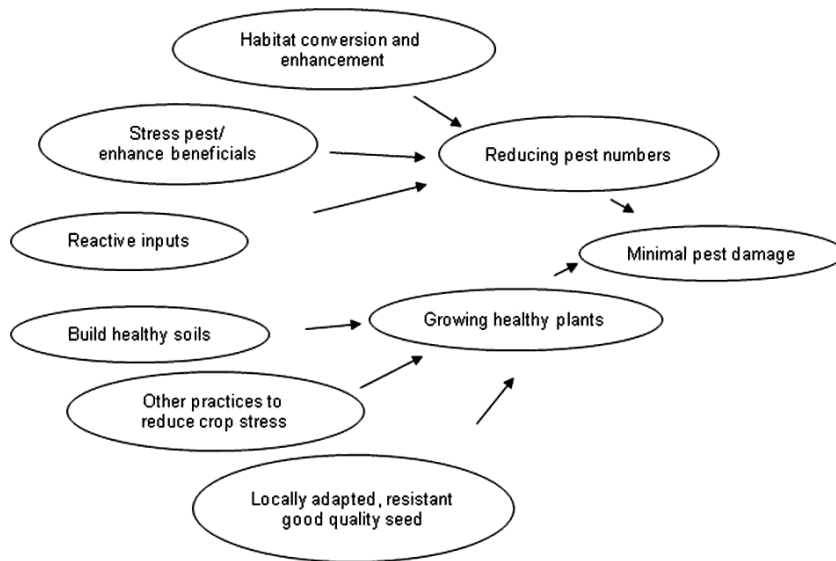 Habitat conversion and
enhancement
Stress pest/
enhance beneficials
Reducing pest numbers
Reactive inputs
Minimal pest damage
Build healthy soils
Growing healthy plants
Other practices to
reduce crop stress
Locally adapted, resistant
good quality seed